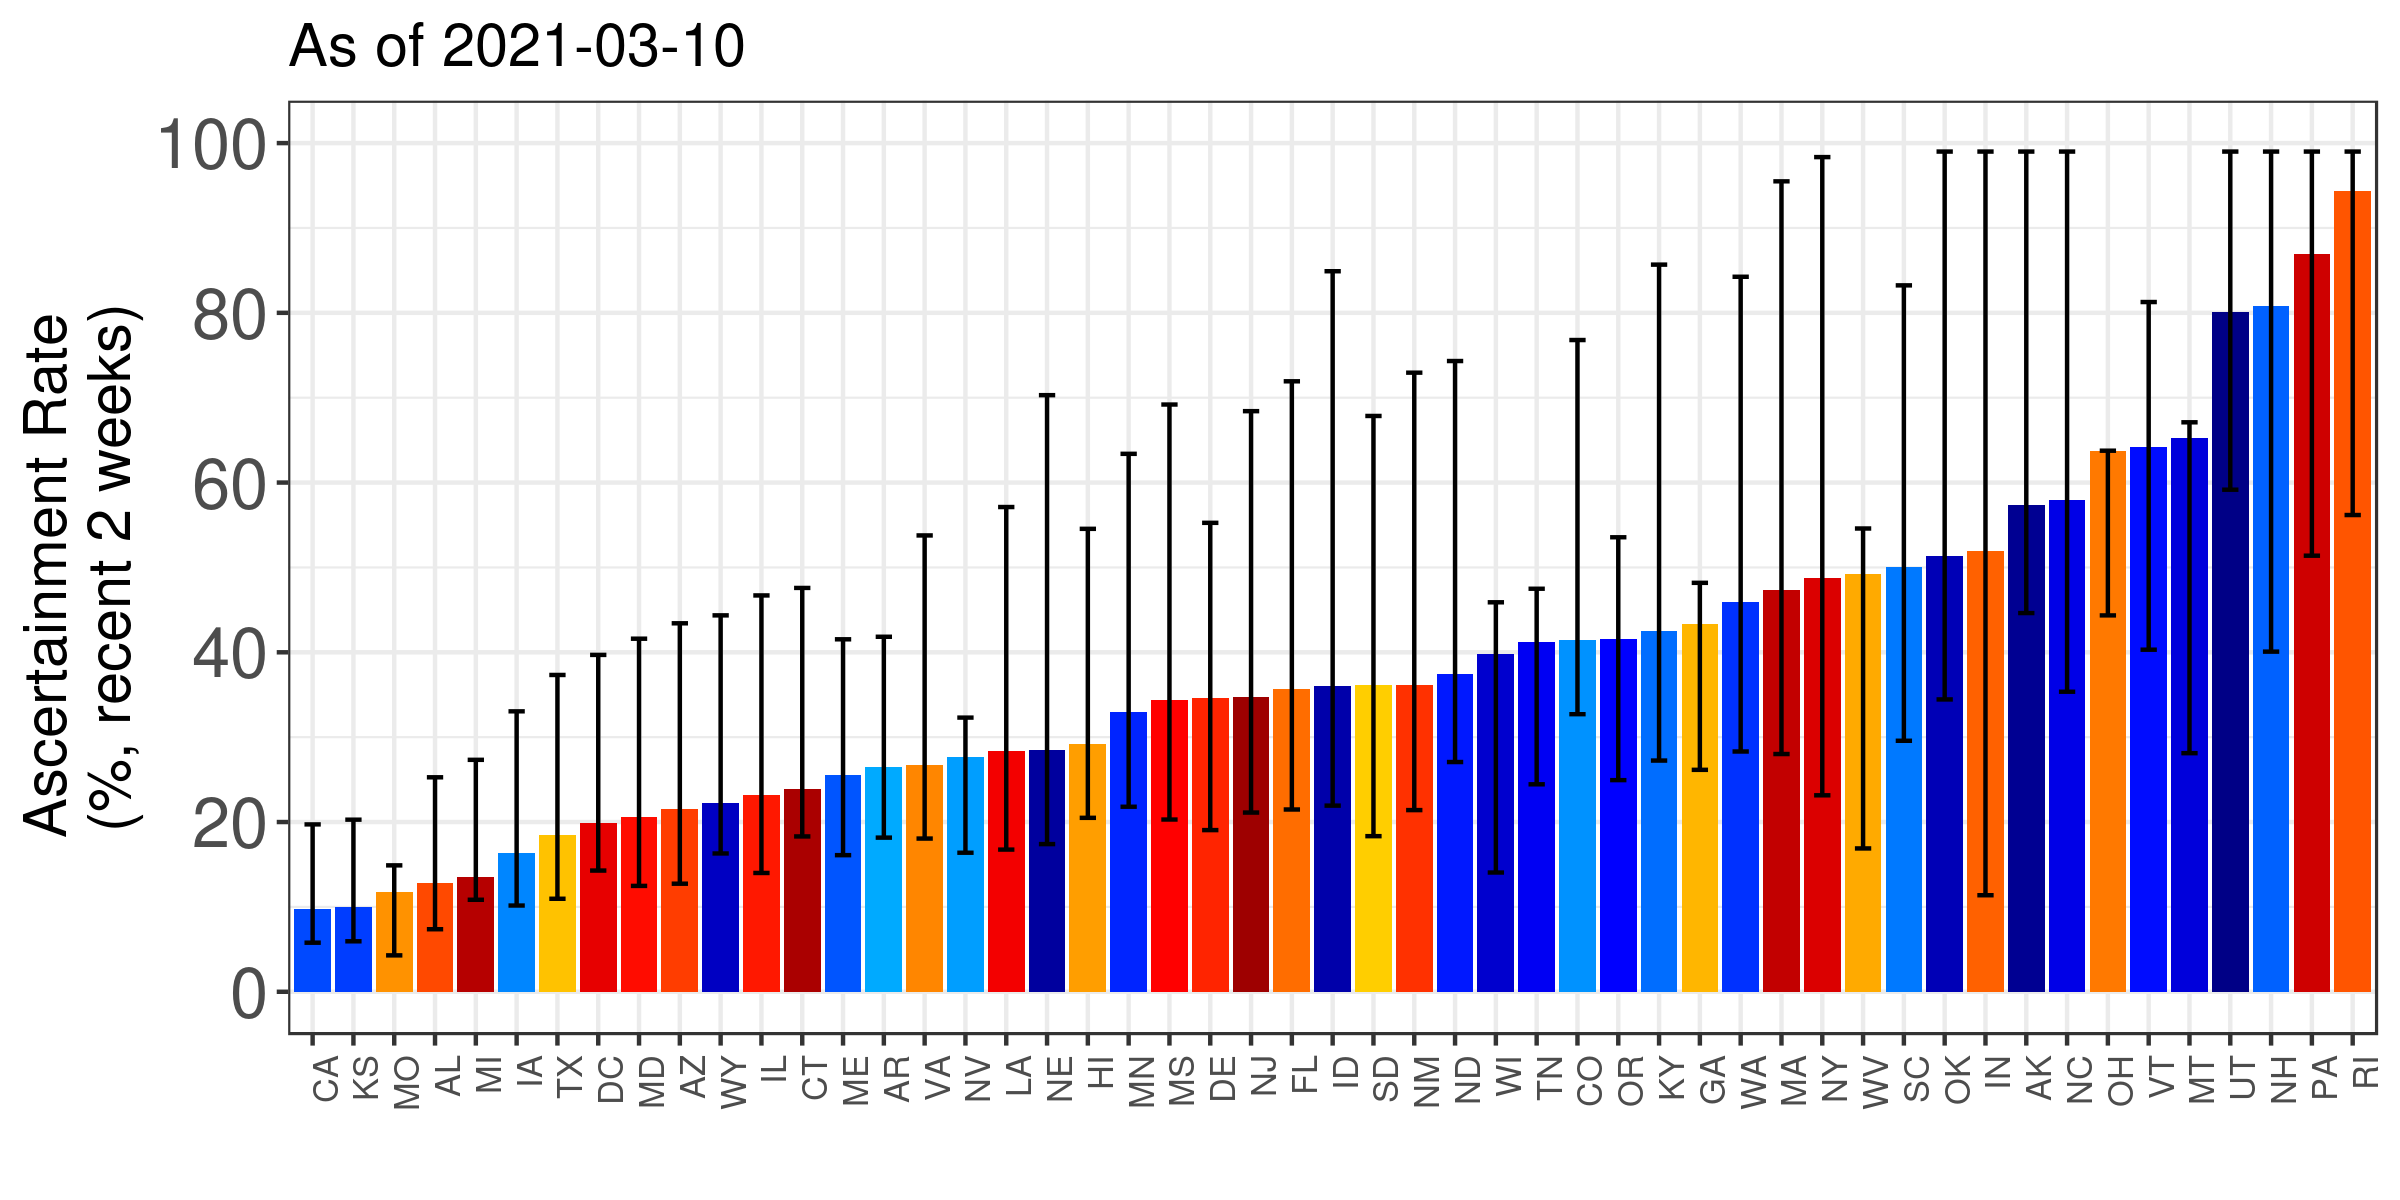 As of 2021-03-10
Ascertainment Rate
(%, recent 2 weeks)
100
80
60
40
20
0
CA KS MO AL MI IA TX DC MD AZ WY IL CT ME AR VA NV LA NE HI MN MS DE NJ FL ID SD NM ND WI TN CO OR KY GA WA MA NY WV SC OK IN AK NC OH VT MT UT NH PA RI